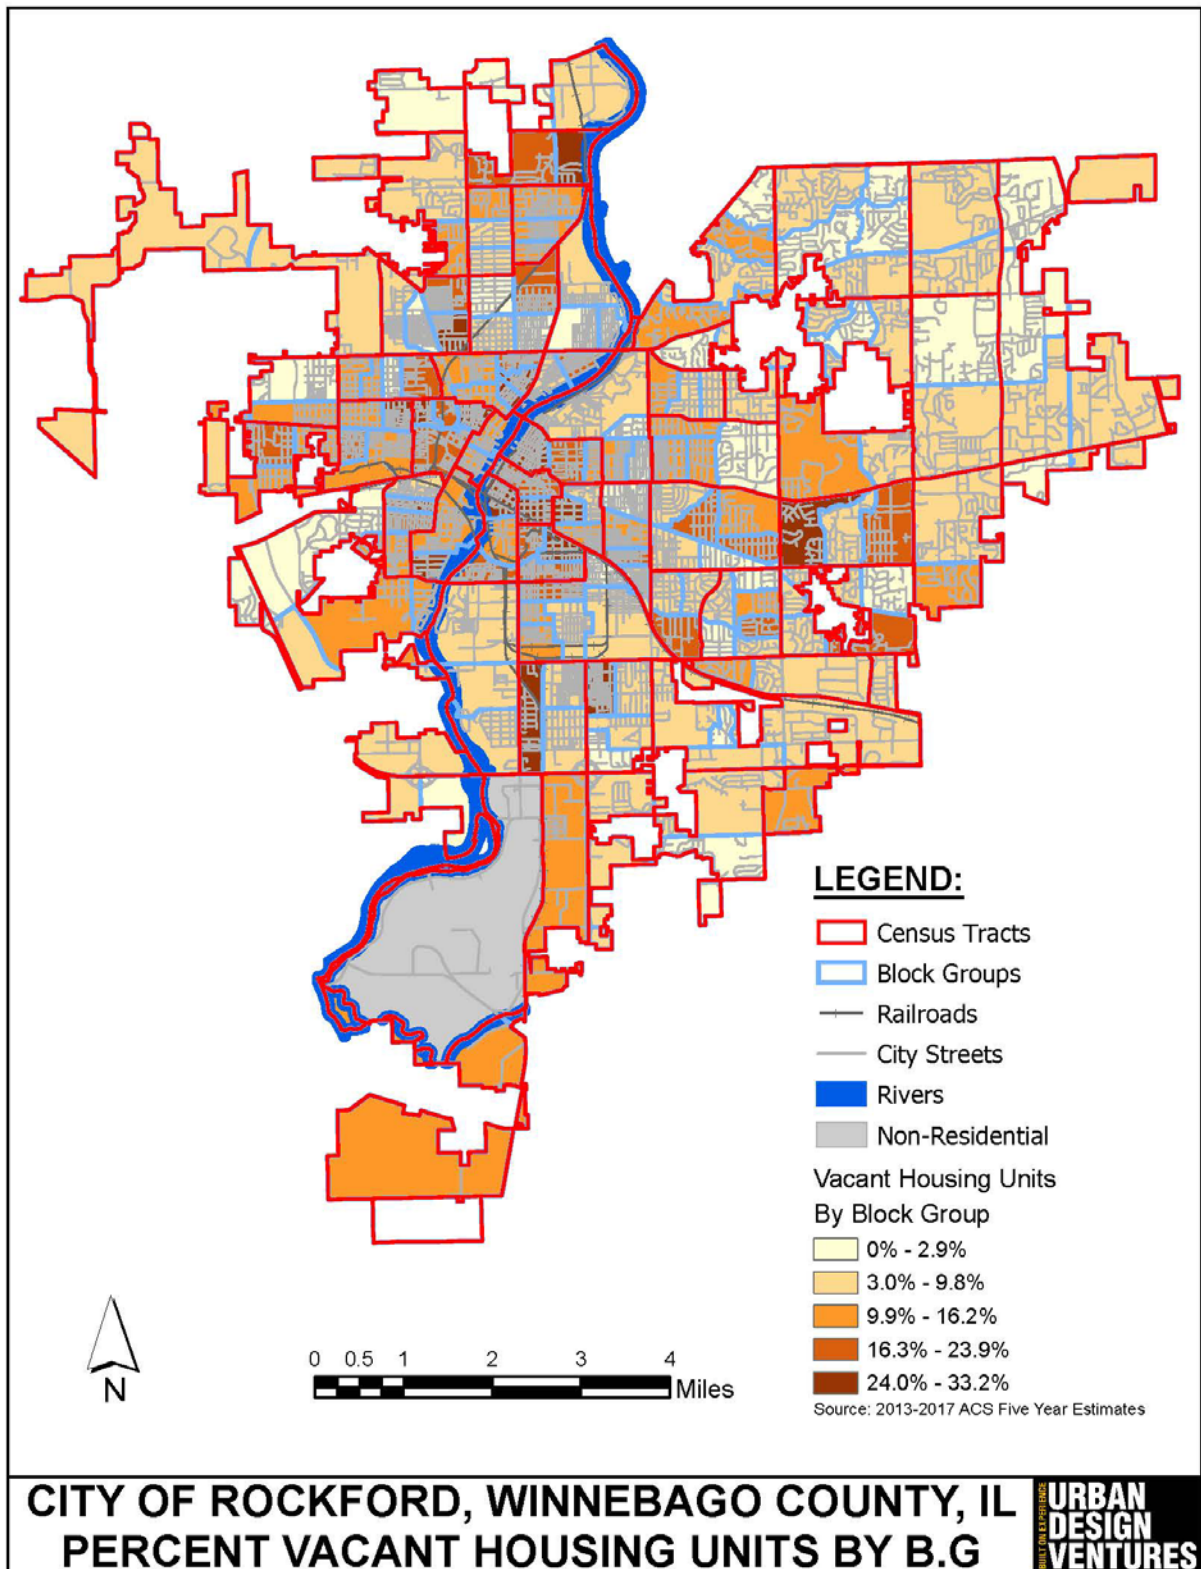 LEGEND:
Census Tracts
Block Groups
Railroads
City Streets
Rivers
Non-Residential
Vacant Housing Units
By Block Group
0% - 2.9%
3.0% - 9.8%
9.9% - 16.2%
16.3% - 23.9%
24.0% - 33.2%
Source: 2013-2017 ACS Five Year Estimates
N
0 0.5 1 2 3 4
Miles
CITY OF ROCKFORD, WINNEBAGO COUNTY, IL
PERCENT VACANT HOUSING UNITS BY B.G
BUILT ON EXPERIENCE
URBAN
DESIGN
VENTURES